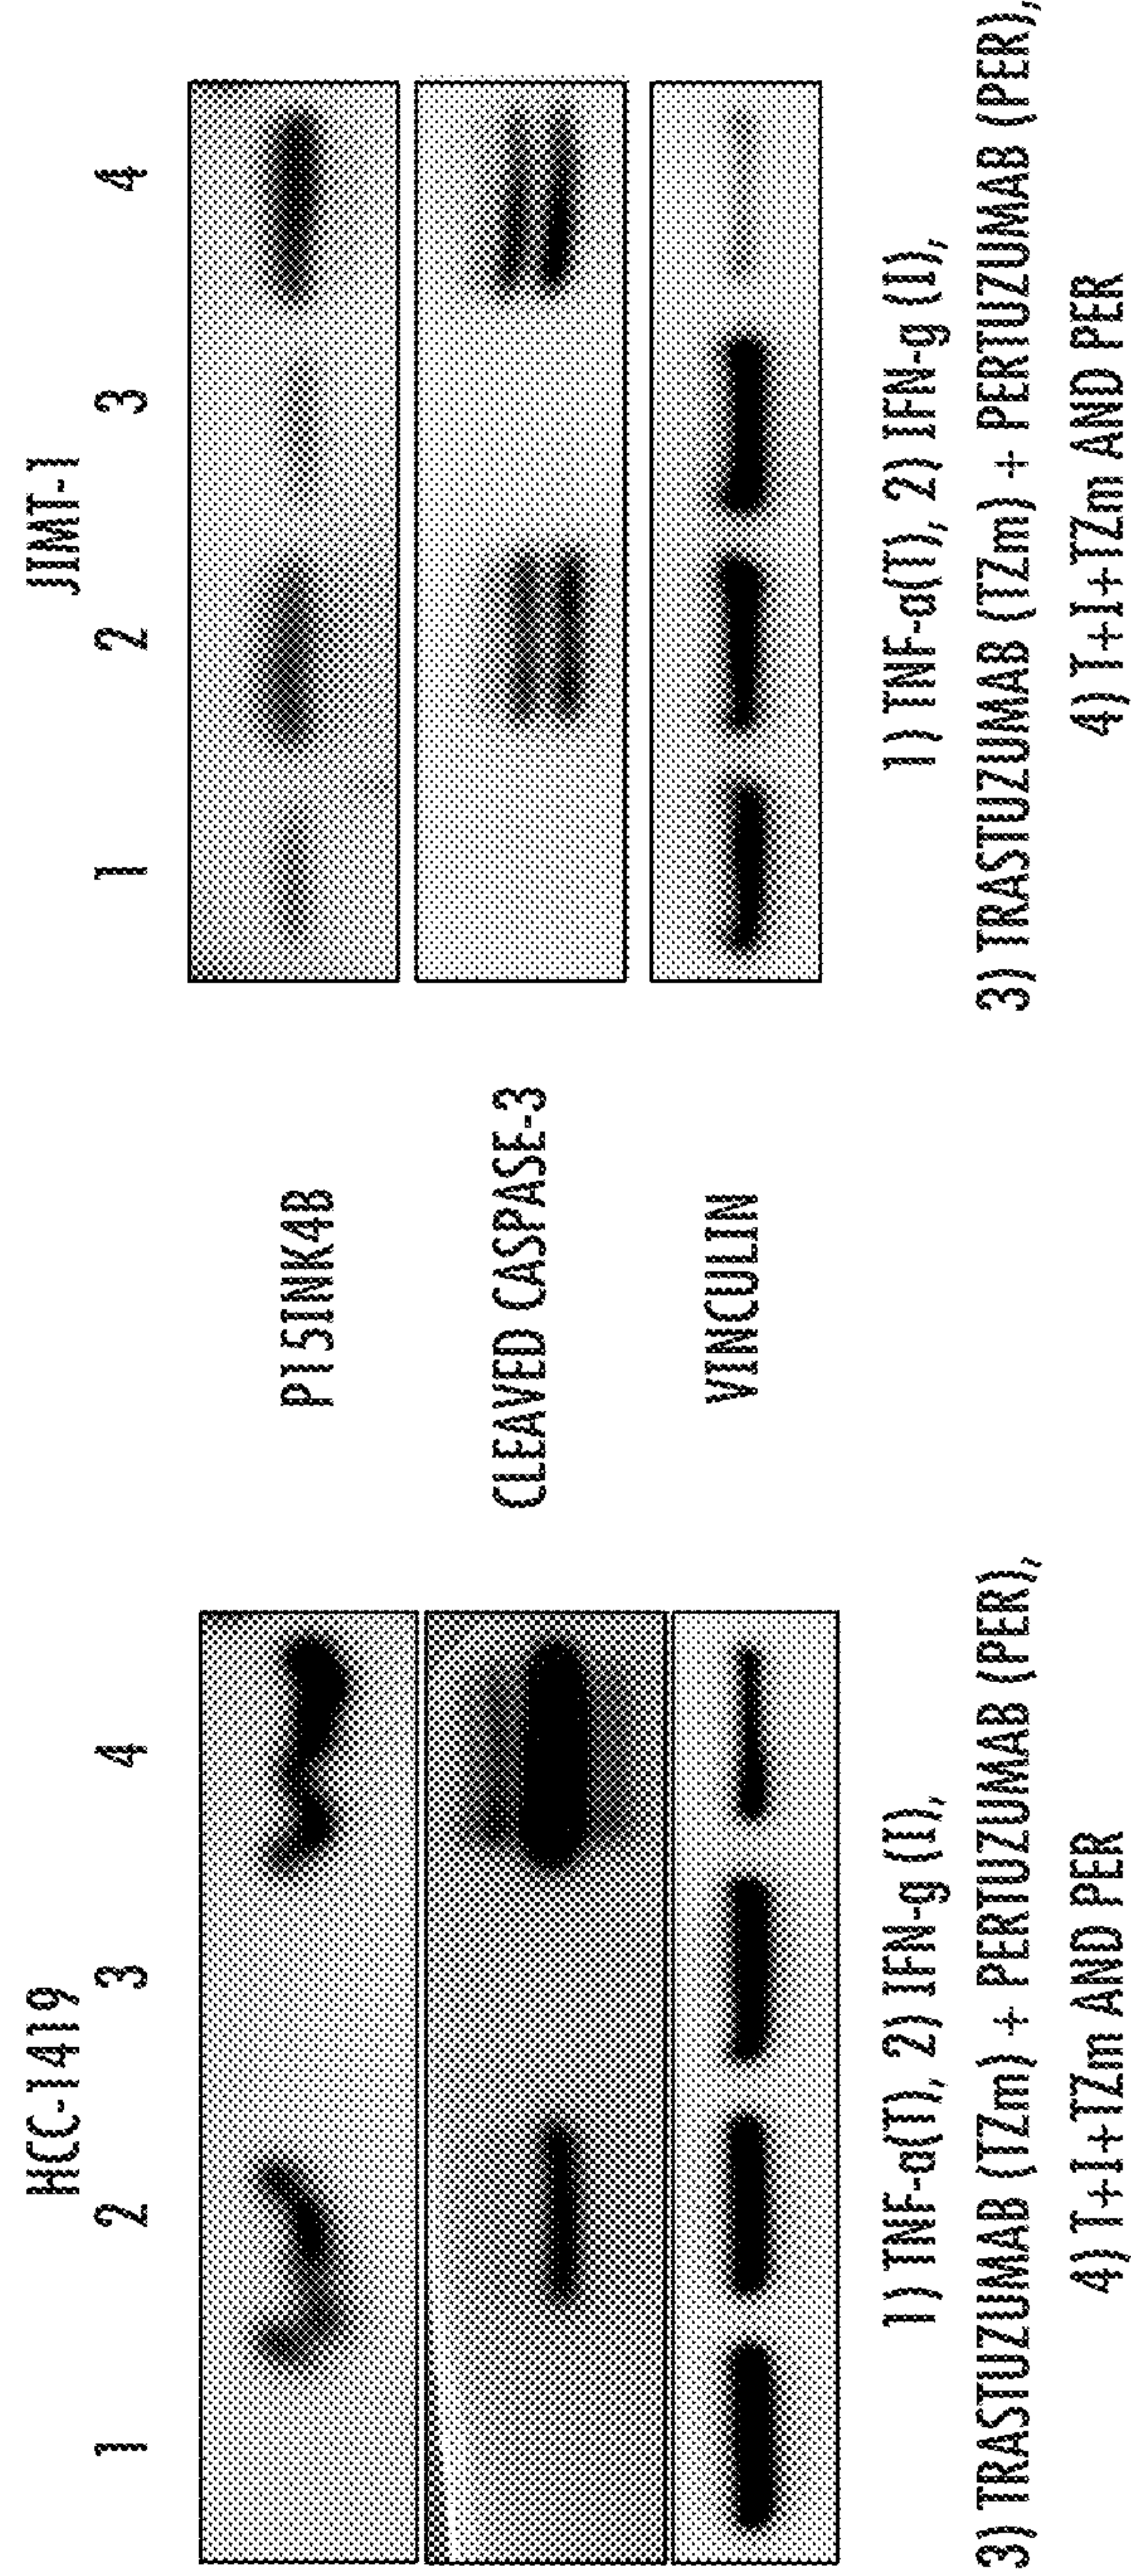 HCC-1419
1 2 3 4
P15INK4B
CLEAVED CASPASE-3
VINCULIN
1) TNF-α(T), 2) IFN-g (I),
3) TRASTUZUMAB (TZm) + PERTUZUMAB (PER),
4) T+I+TZm AND PER
JIMT-1
1 2 3 4
1) TNF-α(T), 2) IFN-g (I),
3) TRASTUZUMAB (TZm) + PERTUZUMAB (PER),
4) T+I+TZm AND PER